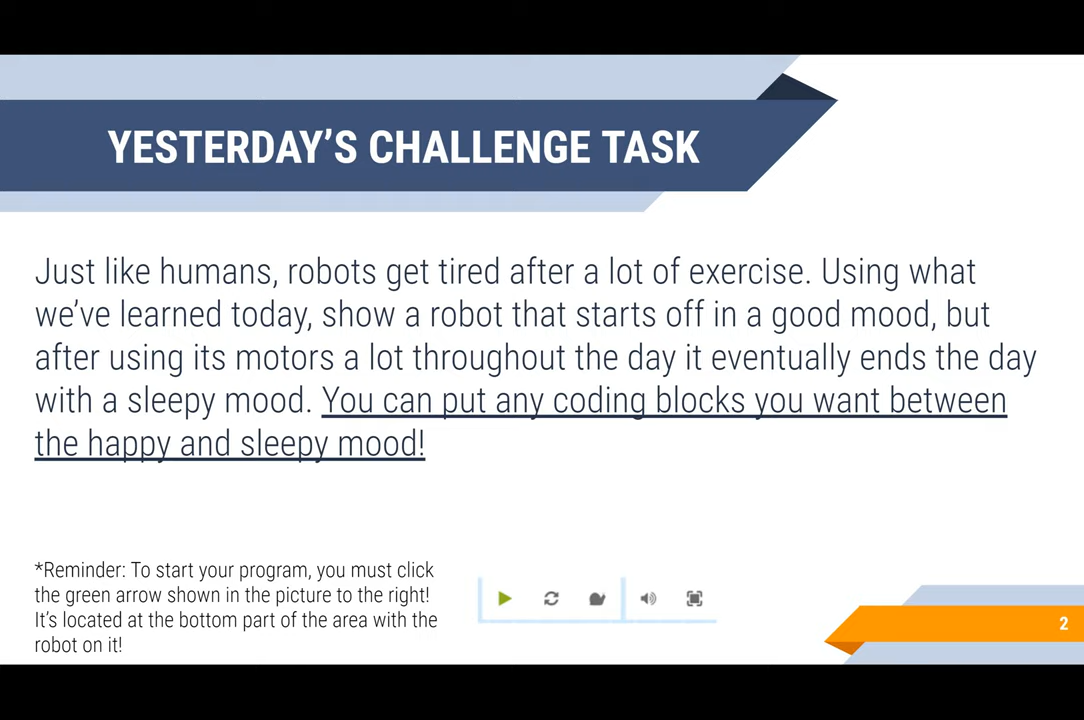 YESTERDAY’S CHALLENGE TASK
Just like humans, robots get tired after a lot of exercise. Using what
we’ve learned today, show a robot that starts off in a good mood, but
after using its motors a lot throughout the day it eventually ends the day
with a sleepy mood. You can put any coding blocks you want between
the happy and sleepy mood!
*Reminder: To start your program, you must click
the green arrow shown in the picture to the right!
It’s located at the bottom part of the area with the
robot on it!
2